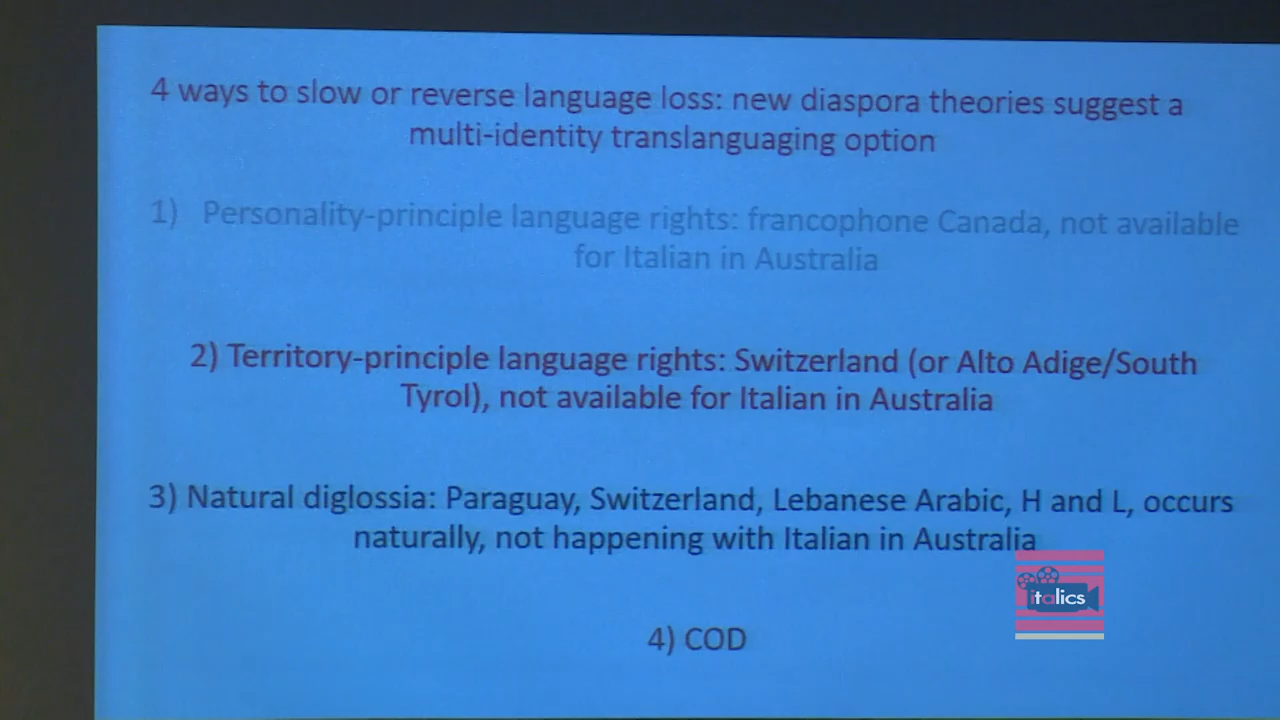 4 ways to slow or reverse language loss: new diaspora theories suggest a
multi-identity translanguaging option
1) Personality-principle language rights: francophone Canada, not available
for Italian in Australia
2) Territory-principle language rights: Switzerland (or Alto Adige/South
Tyrol), not available for Italian in Australia
3) Natural diglossia: Paraguay, Switzerland, Lebanese Arabic, H and L, occurs
naturally, not happening with Italian in Australia
italics
4) COD